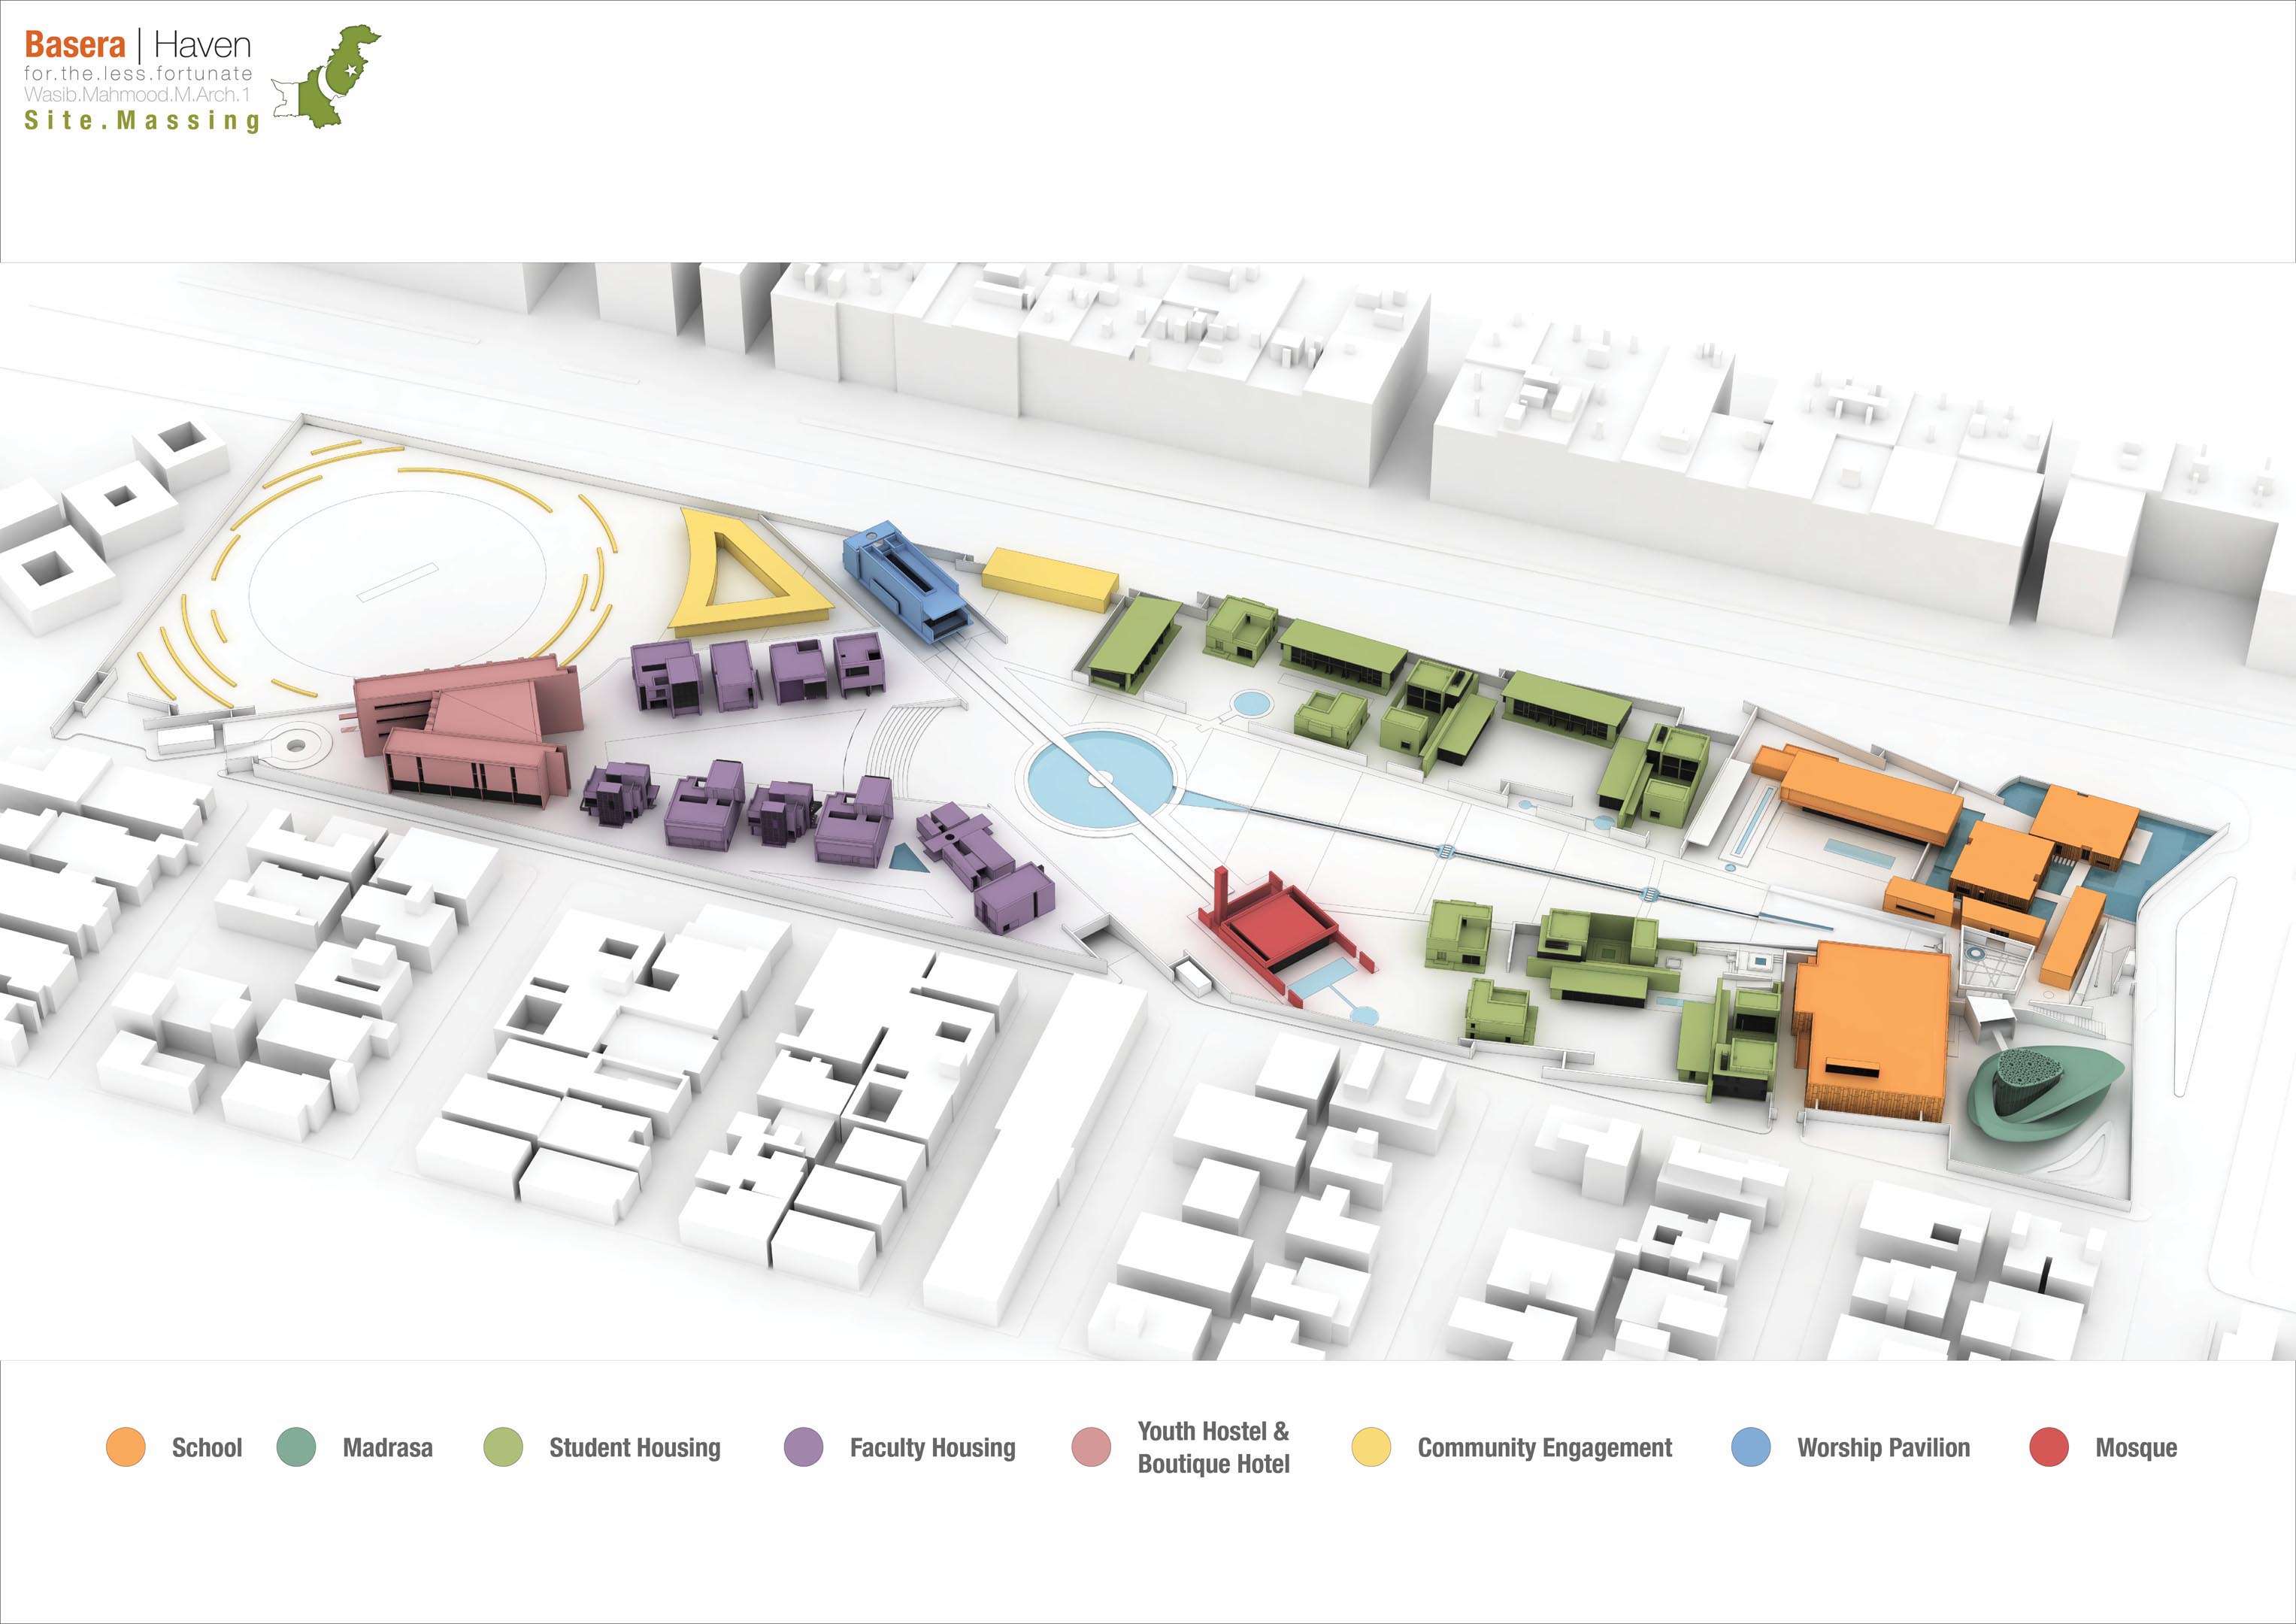 Basera | Haven
for.the.less.fortunate
Wasib.Mahmood.M.Arch.1
Site.Massing
School
Madrasa
Student Housing
Faculty Housing
Youth Hostel &
Boutique Hotel
Community Engagement
Worship Pavilion
Mosque